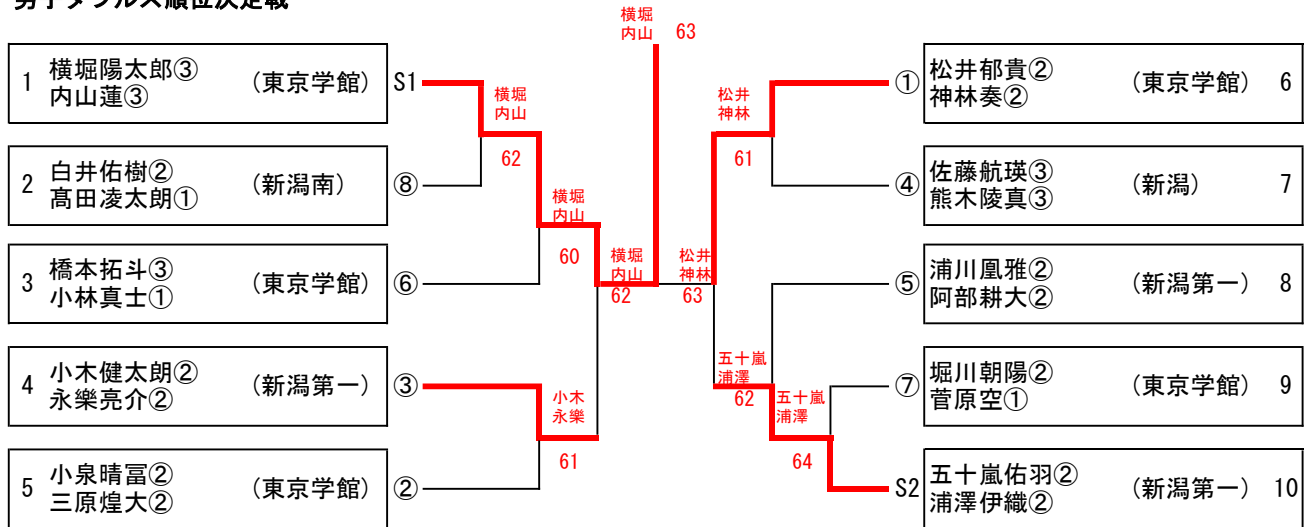 男子ダブルス順位決定戦
横堀
内山 63
1 横堀陽太郎③
内山蓮③ (東京学館) S1
2 白井佑樹②
髙田凌太朗① (新潟南) ⑧
3 橋本拓斗③
小林真士① (東京学館) ⑥
4 小木健太朗②
永樂亮介② (新潟第一) ③
5 小泉晴冨②
三原煌大② (東京学館) ②
横堀
内山
62
横堀
内山
60
横堀
内山
62
小木
永樂
61
松井
神林
61
松井
神林
63
五十嵐
浦澤
62
五十嵐
浦澤
64
① 松井郁貴②
神林奏② (東京学館) 6
④ 佐藤航瑛③
熊木陵真③ (新潟) 7
⑤ 浦川凰雅②
阿部耕大② (新潟第一) 8
⑦ 堀川朝陽②
菅原空① (東京学館) 9
S2 五十嵐佑羽②
浦澤伊織② (新潟第一) 10